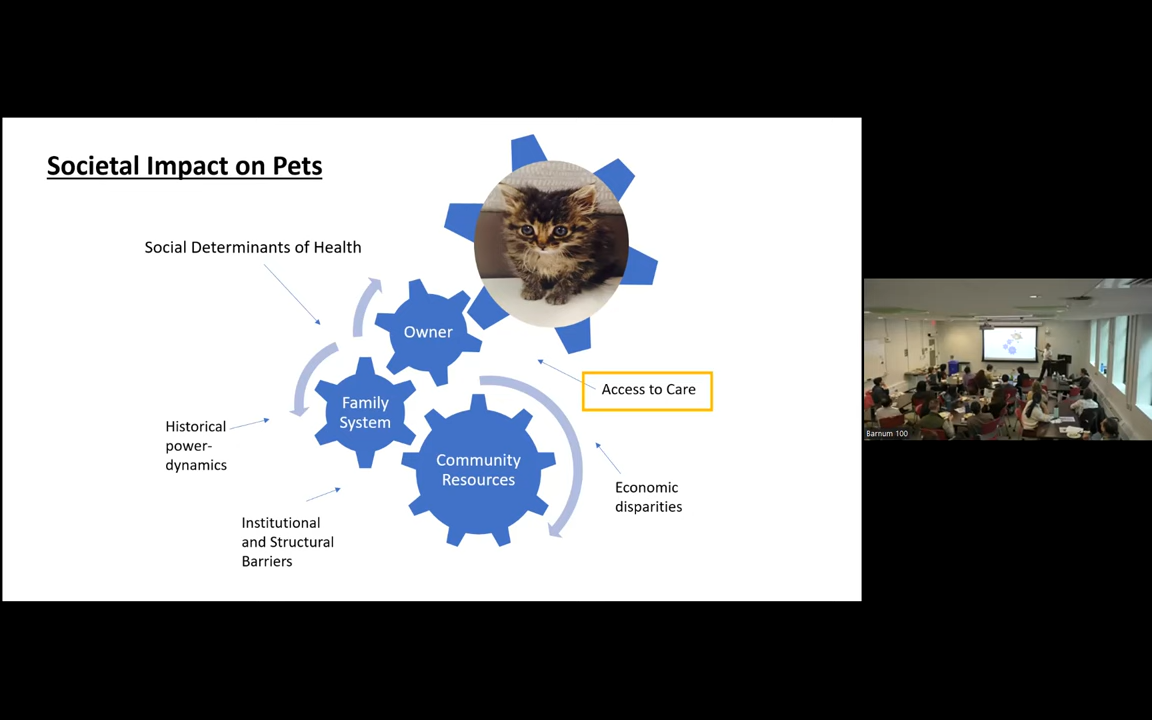 Societal Impact on Pets
Social Determinants of Health
Owner
Family
System
Access to Care
Historical
power-
dynamics
Community
Resources
Economic
disparities
Institutional
and Structural
Barriers
Barnum 100